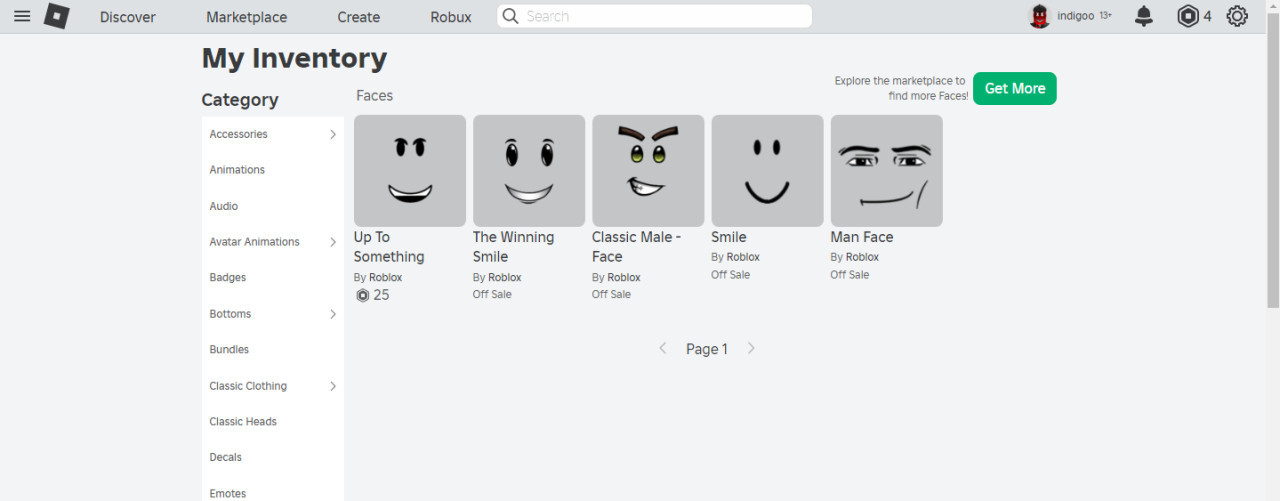 Discover
Marketplace
Create
Robux
Search
indigoo 13+
4
My Inventory
Category
Accessories
Animations
Audio
Avatar Animations
Badges
Bottoms
Bundles
Classic Clothing
Classic Heads
Decals
Emotes
Faces
Explore the marketplace to
find more Faces!
Get More
Up To
Something
By Roblox
25
The Winning
Smile
By Roblox
Off Sale
Classic Male -
Face
By Roblox
Off Sale
Smile
By Roblox
Off Sale
Man Face
By Roblox
Off Sale
Page 1